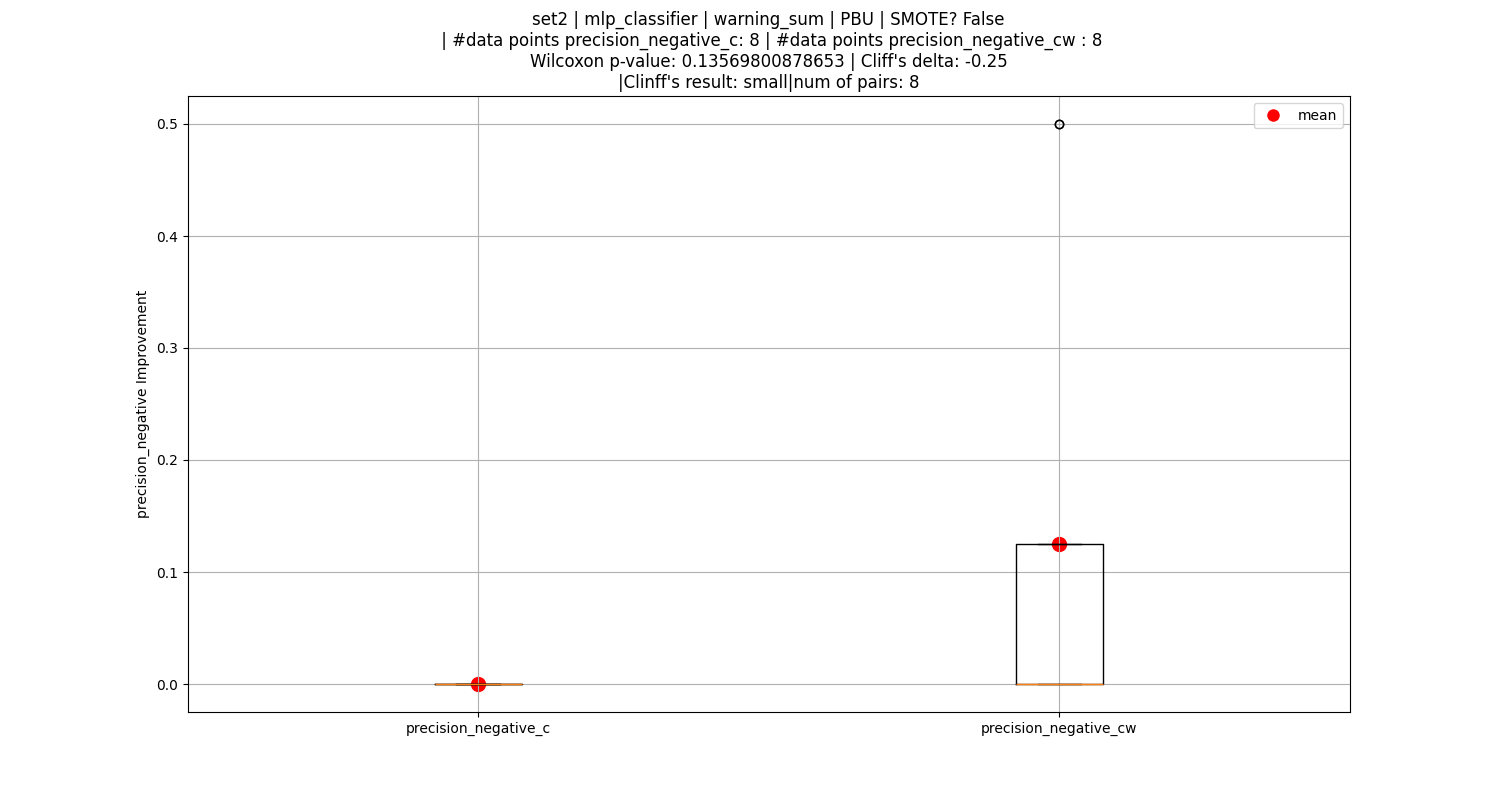 set2 | mlp_classifier | warning_sum | PBU | SMOTE? False
| #data points precision_negative_c: 8 | #data points precision_negative_cw : 8
Wilcoxon p-value: 0.13569800878653 | Cliff's delta: -0.25
|Clinff's result: small|num of pairs: 8
mean
precision_negative Improvement
0.5
0.4
0.3
0.2
0.1
0.0
precision_negative_c
precision_negative_cw